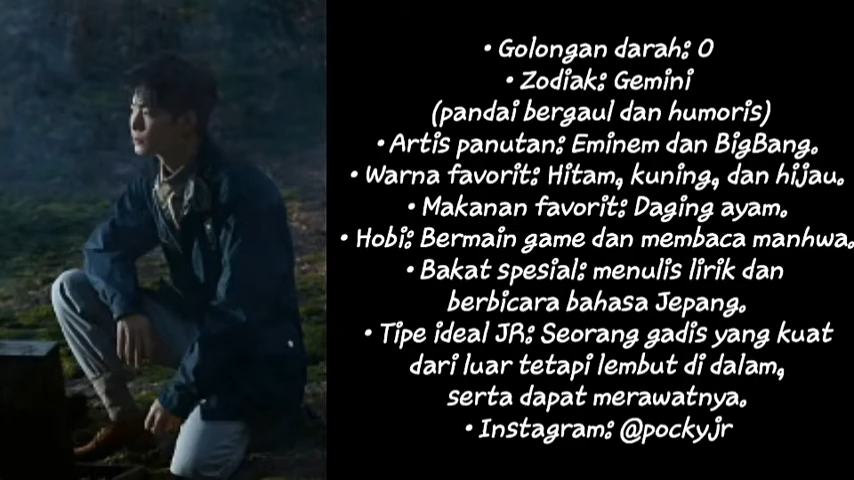 • Golongan darah: O
• Zodiak: Gemini
(pandai bergaul dan humoris)
• Artis panutan: Eminem dan BigBang.
• Warna favorit: Hitam, kuning, dan hijau.
• Makanan favorit: Daging ayam.
• Hobi: Bermain game dan membaca manhwa.
• Bakat spesial: menulis lirik dan
berbicara bahasa Jepang.
• Tipe ideal JR: Seorang gadis yang kuat
dari luar tetapi lembut di dalam,
serta dapat merawatnya.
• Instagram: @pockyjr